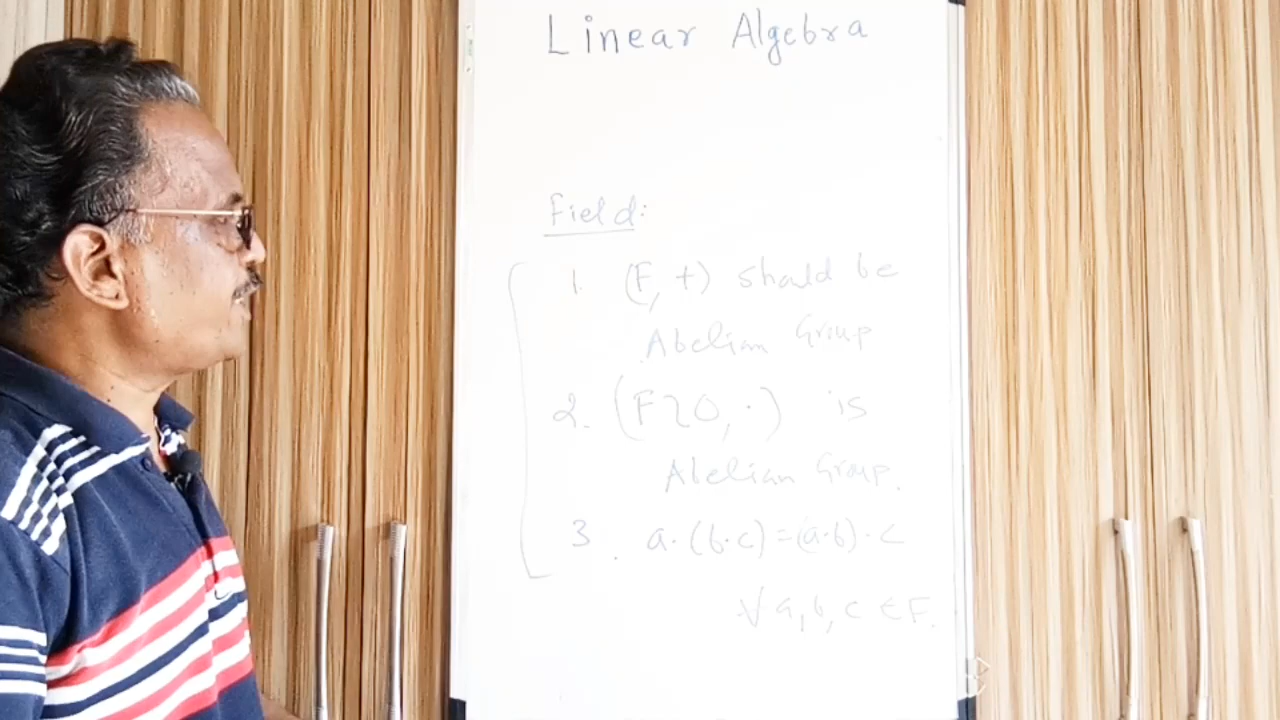 Linear Algebra
Field:
1. (F, +) should be
Abelian Group
2. (F\0, ·) is
Abelian Group.
3. a·(b·c)=(a·b)·c
∀ a, b, c ∈ F.